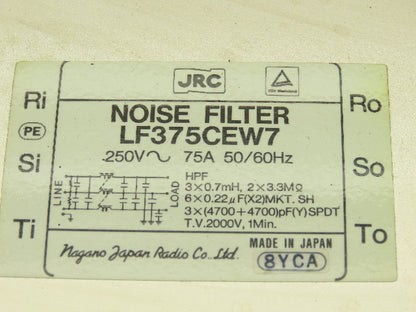 JRC
Ri
Ro
NOISE FILTER
PE
LF375CEW7
Si
.250V~ 75A 50/60Hz
So
LINE
LOAD
HPF
3×0.7mH, 2×3.3MΩ
6×0.22μF(X2)MKT. SH
3×(4700+4700)pF(Y)SPDT
T.V.2000V, 1Min.
Ti
To
Nagano Japan Radio Co., Ltd.
MADE IN JAPAN
8YCA